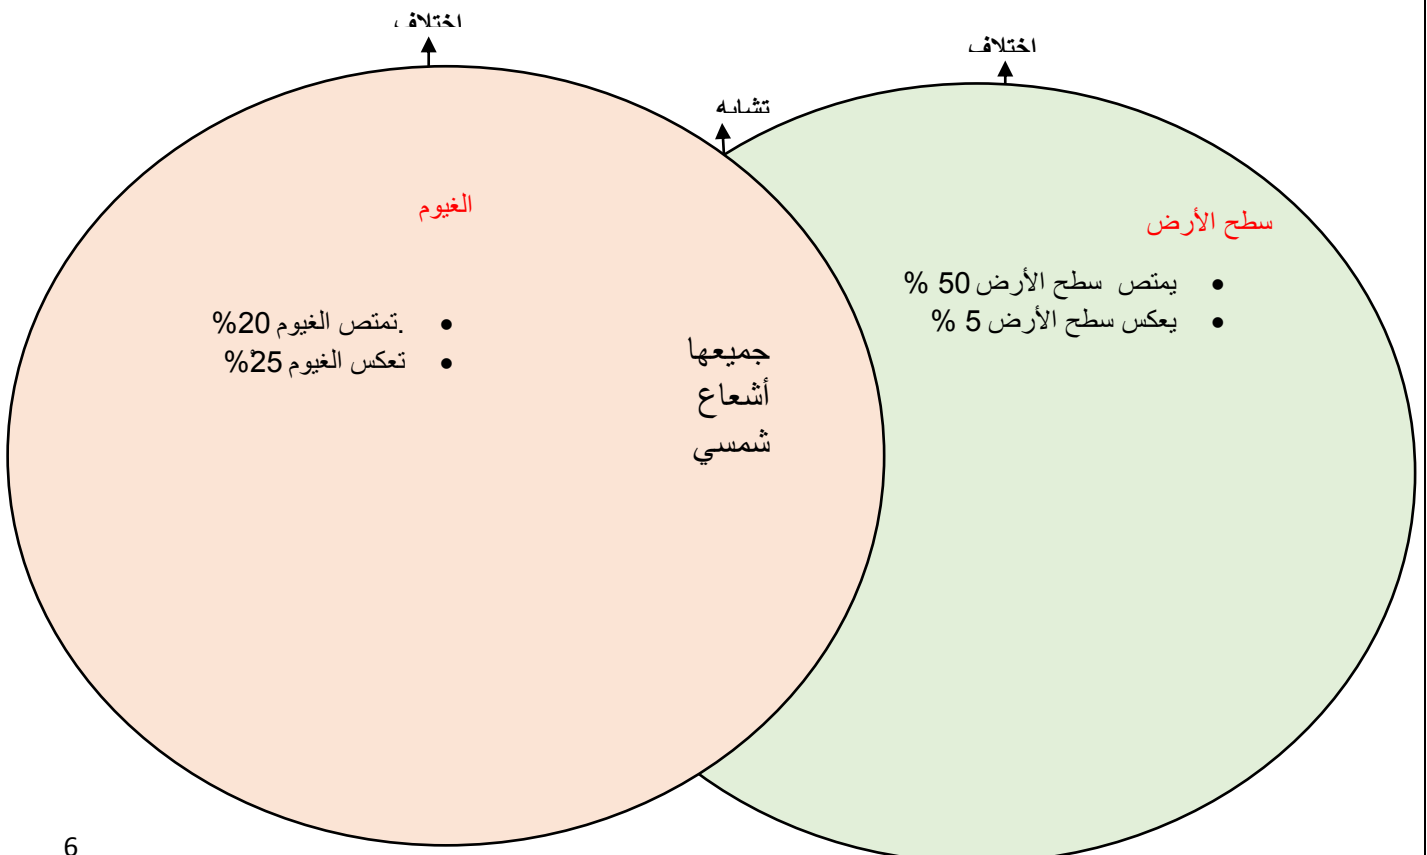 اختلاف
اختلاف
تشابه
سطح الأرض
• يمتص سطح الأرض 50 %
• يعكس سطح الأرض 5 %
الغيوم
• تمتص الغيوم 20%.
• تعكس الغيوم 25%
جميعها
أشعاع
شمسي
6